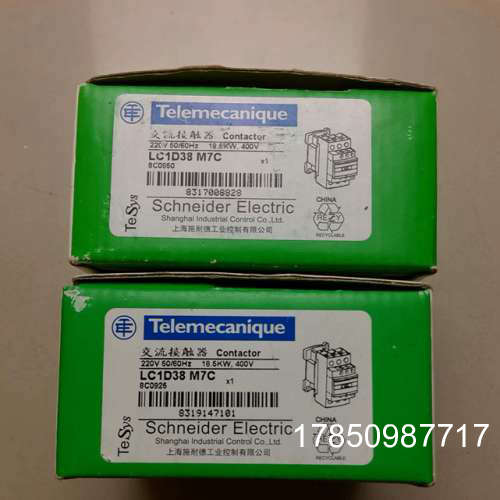 Telemecanique
交流接触器 Contactor
220V 50/60Hz 18.5KW, 400V
LC1D38 M7C x1
8C0950
8317008828
TeSys
Schneider Electric
Shanghai Industrial Control Co.,Ltd.
上海施耐德工业控制有限公司
CHINA
RECYCLABLE
Telemecanique
交流接触器 Contactor
220V 50/60Hz 18.5KW, 400V
LC1D38 M7C x1
8C0925
8319147101
TeSys
Schneider Electric
Shanghai Industrial Control Co.,Ltd.
上海施耐德工业控制有限公司
CHINA
RECYCLABLE
17850987717